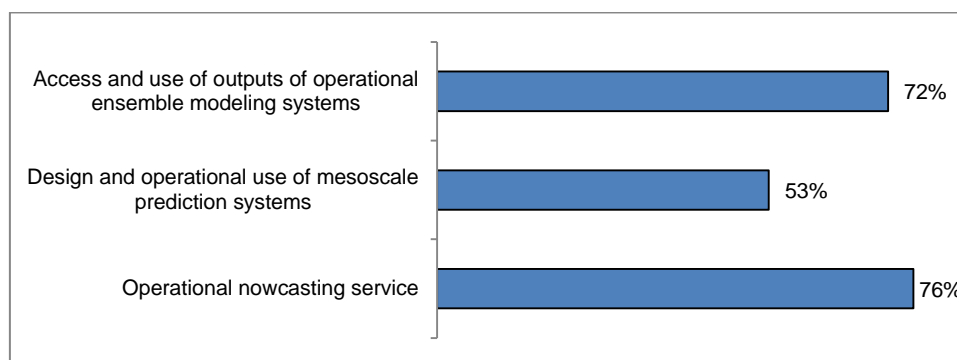 Access and use of outputs of operational
ensemble modeling systems
72%
Design and operational use of mesoscale
prediction systems
53%
Operational nowcasting service
76%